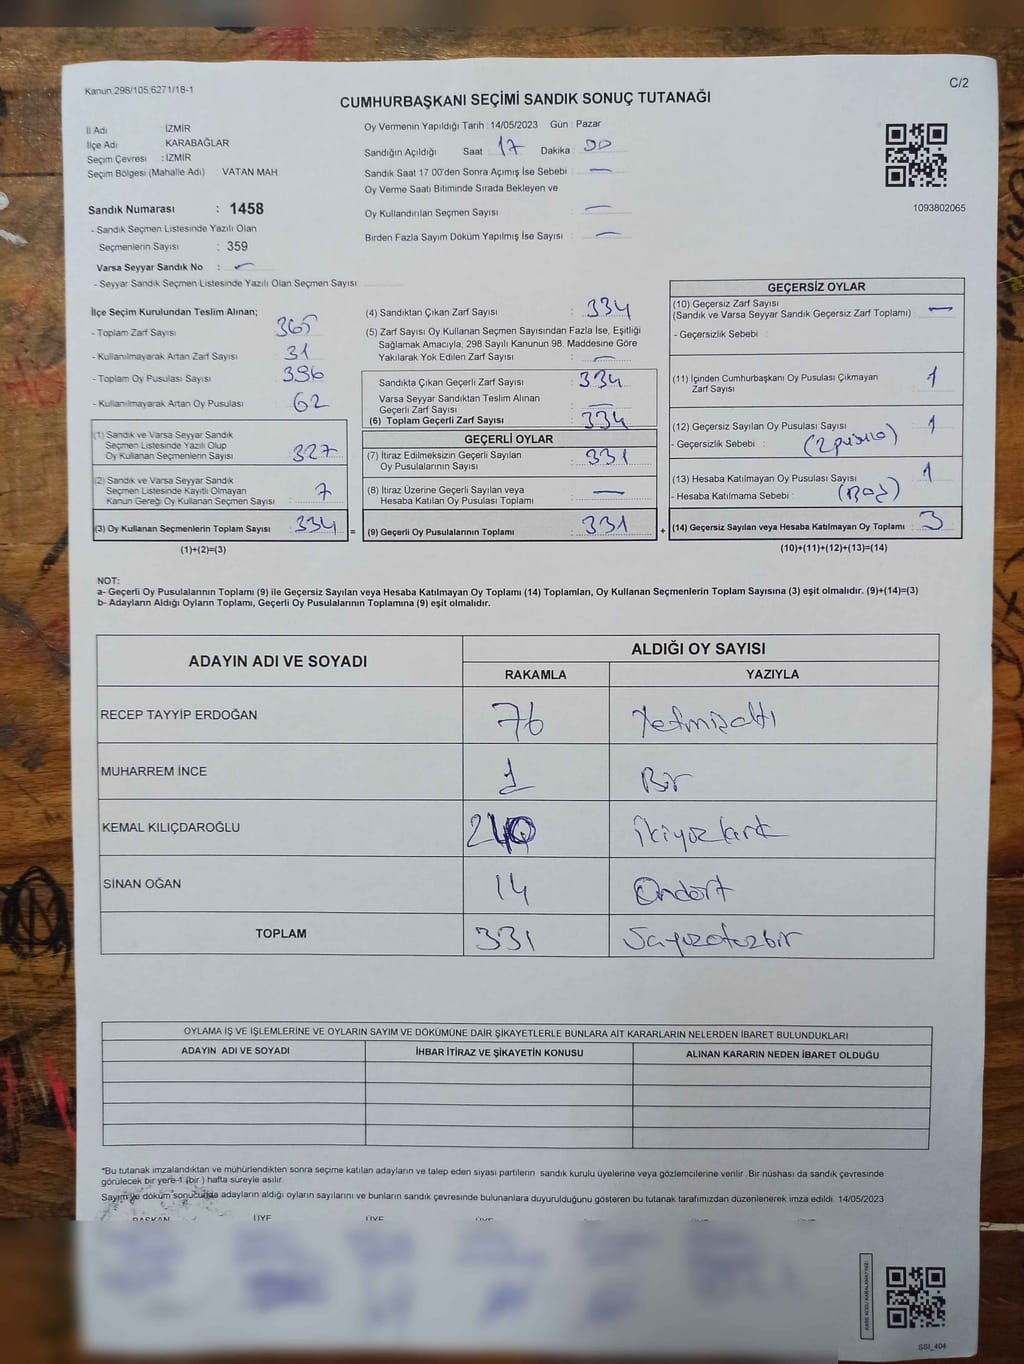 Kanun:298/105;6271/18-1
C/2
CUMHURBAŞKANI SEÇİMİ SANDIK SONUÇ TUTANAĞI
İl Adı İZMİR
İlçe Adı KARABAĞLAR
Seçim Çevresi : İZMİR
Seçim Bölgesi (Mahalle Adı) : VATAN MAH.
Sandık Numarası : 1458
- Sandık Seçmen Listesinde Yazılı Olan
Seçmenlerin Sayısı : 359
Varsa Seyyar Sandık No : -
- Seyyar Sandık Seçmen Listesinde Yazılı Olan Seçmen Sayısı
Oy Vermenin Yapıldığı Tarih : 14/05/2023 Gün : Pazar
Sandığın Açıldığı Saat : 17 Dakika : 00
Sandık Saat 17:00'den Sonra Açımış İse Sebebi : -
Oy Verme Saati Bitiminde Sırada Bekleyen ve
Oy Kullandırılan Seçmen Sayısı : -
Birden Fazla Sayım Döküm Yapılmış İse Sayısı : -
1093802065
İlçe Seçim Kurulundan Teslim Alınan;
- Toplam Zarf Sayısı : 365
- Kullanılmayarak Artan Zarf Sayısı : 31
- Toplam Oy Pusulası Sayısı : 396
- Kullanılmayarak Artan Oy Pusulası : 62
(1) Sandık ve Varsa Seyyar Sandık
Seçmen Listesinde Yazılı Olup
Oy Kullanan Seçmenlerin Sayısı : 327
(2) Sandık ve Varsa Seyyar Sandık
Seçmen Listesinde Kayıtlı Olmayan
Kanun Gereği Oy Kullanan Seçmen Sayısı : 7
(3) Oy Kullanan Seçmenlerin Toplam Sayısı : 334
(1)+(2)=(3)
(4) Sandıktan Çıkan Zarf Sayısı : 334
(5) Zarf Sayısı Oy Kullanan Seçmen Sayısından Fazla İse, Eşitliği
Sağlamak Amacıyla, 298 Sayılı Kanunun 98. Maddesine Göre
Yakılarak Yok Edilen Zarf Sayısı : -
Sandıkta Çıkan Geçerli Zarf Sayısı : 334
Varsa Seyyar Sandıktan Teslim Alınan
Geçerli Zarf Sayısı : -
(6) Toplam Geçerli Zarf Sayısı : 334
GEÇERLİ OYLAR
(7) İtiraz Edilmeksizin Geçerli Sayılan
Oy Pusulalarının Sayısı : 331
(8) İtiraz Üzerine Geçerli Sayılan veya
Hesaba Katılan Oy Pusulası Toplamı : -
= (9) Geçerli Oy Pusulalarının Toplamı : 331 +
GEÇERSİZ OYLAR
(10) Geçersiz Zarf Sayısı
(Sandık ve Varsa Seyyar Sandık Geçersiz Zarf Toplamı) : -
- Geçersizlik Sebebi :
(11) İçinden Cumhurbaşkanı Oy Pusulası Çıkmayan
Zarf Sayısı : 1
(12) Geçersiz Sayılan Oy Pusulası Sayısı : 1
- Geçersizlik Sebebi : (2 pusula)
(13) Hesaba Katılmayan Oy Pusulası Sayısı : 1
- Hesaba Katılmama Sebebi :
(14) Geçersiz Sayılan veya Hesaba Katılmayan Oy Toplamı : 3
(10)+(11)+(12)+(13)=(14)
NOT:
a- Geçerli Oy Pusulalarının Toplamı (9) ile Geçersiz Sayılan veya Hesaba Katılmayan Oy Toplamı (14) Toplamları, Oy Kullanan Seçmenlerin Toplam Sayısına (3) eşit olmalıdır. (9)+(14)=(3)
b- Adayların Aldığı Oyların Toplamı, Geçerli Oy Pusulalarının Toplamına (9) eşit olmalıdır.
ADAYIN ADI VE SOYADI
ALDIĞI OY SAYISI
RAKAMLA YAZIYLA
RECEP TAYYİP ERDOĞAN 76 Yetmişaltı
MUHARREM İNCE 1 Bir
KEMAL KILIÇDAROĞLU 240 İkiyüzkırk
SİNAN OĞAN 14 Ondört
TOPLAM 331 Üçyüzotuzbir
OYLAMA İŞ VE İŞLEMLERİNE VE OYLARIN SAYIM VE DÖKÜMÜNE DAİR ŞİKAYETLERLE BUNLARA AİT KARARLARIN NELERDEN İBARET BULUNDUKLARI
ADAYIN ADI VE SOYADI İHBAR İTİRAZ VE ŞİKAYETİN KONUSU ALINAN KARARIN NEDEN İBARET OLDUĞU
*Bu tutanak imzalandıktan ve mühürlendikten sonra seçime katılan adayların ve talep eden siyasi partilerin sandık kurulu üyelerine veya gözlemcilerine verilir. Bir nüshası da sandık çevresinde
görülecek bir yere 1 (bir) hafta süreyle asılır.
Sayım ve döküm sonucunda adayların aldığı oyların sayılarını ve bunların sandık çevresinde bulunanlara duyurulduğunu gösteren bu tutanak tarafımızdan düzenlenerek imza edildi. 14/05/2023
BAŞKAN ÜYE ÜYE ÜYE
SSI_404